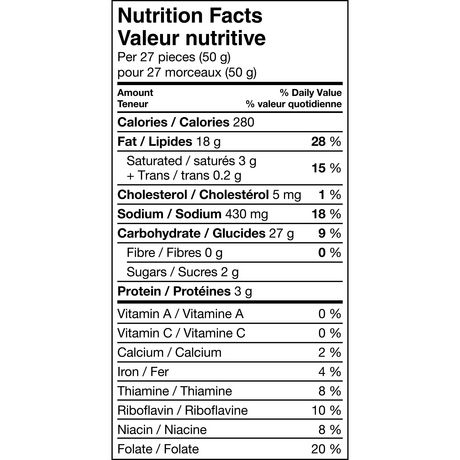 Nutrition Facts
Valeur nutritive
Per 27 pieces (50 g)
pour 27 morceaux (50 g)
Amount % Daily Value
Teneur % valeur quotidienne
Calories / Calories 280
Fat / Lipides 18 g 28 %
Saturated / saturés 3 g
+ Trans / trans 0.2 g 15 %
Cholesterol / Cholestérol 5 mg 1 %
Sodium / Sodium 430 mg 18 %
Carbohydrate / Glucides 27 g 9 %
Fibre / Fibres 0 g 0 %
Sugars / Sucres 2 g
Protein / Protéines 3 g
Vitamin A / Vitamine A 0 %
Vitamin C / Vitamine C 0 %
Calcium / Calcium 2 %
Iron / Fer 4 %
Thiamine / Thiamine 8 %
Riboflavin / Riboflavine 10 %
Niacin / Niacine 8 %
Folate / Folate 20 %